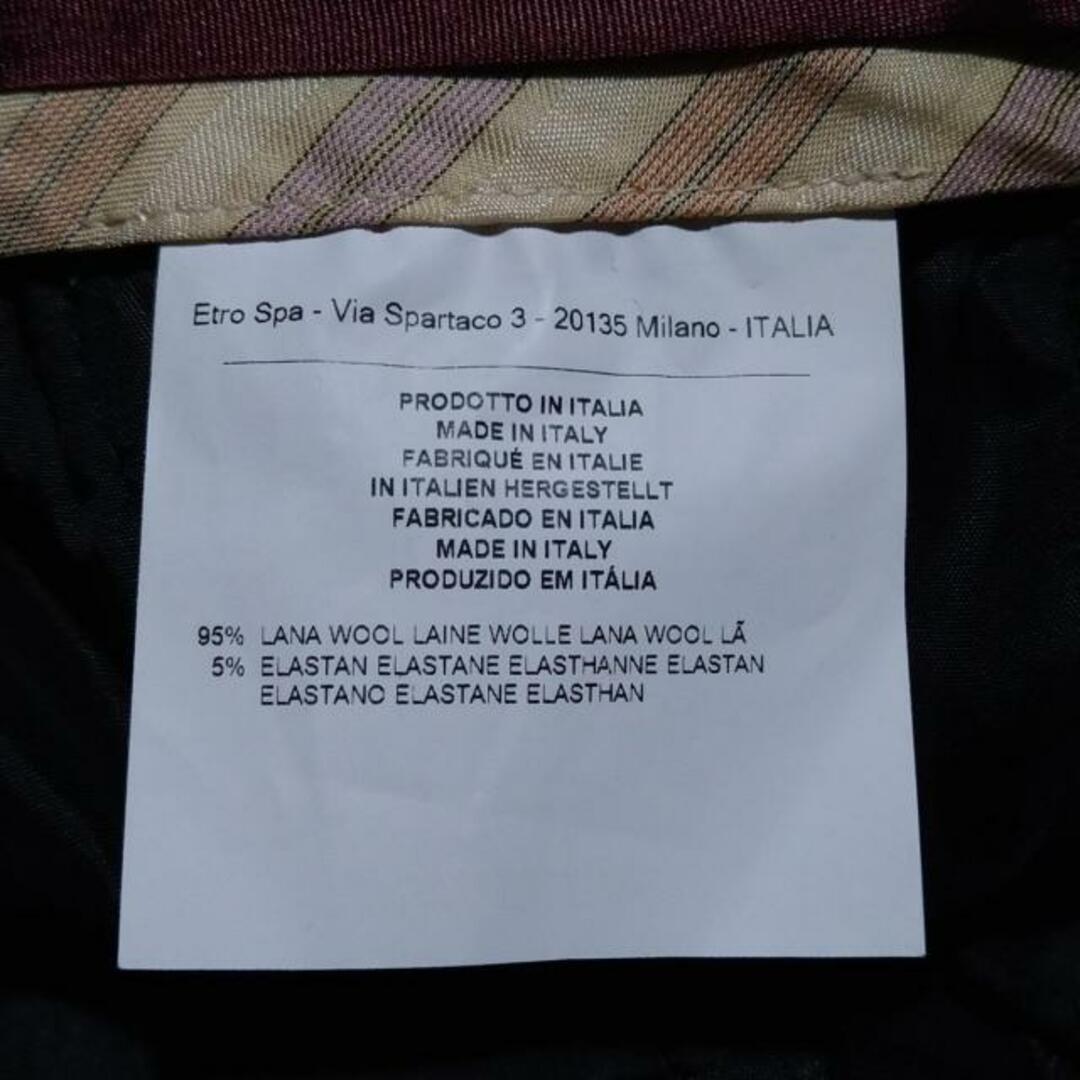 Etro Spa - Via Spartaco 3 - 20135 Milano - ITALIA
PRODOTTO IN ITALIA
MADE IN ITALY
FABRIQUÉ EN ITALIE
IN ITALIEN HERGESTELLT
FABRICADO EN ITALIA
MADE IN ITALY
PRODUZIDO EM ITÁLIA
95% LANA WOOL LAINE WOLLE LANA WOOL LÃ
5% ELASTAN ELASTANE ELASTHANNE ELASTAN
ELASTANO ELASTANE ELASTHAN